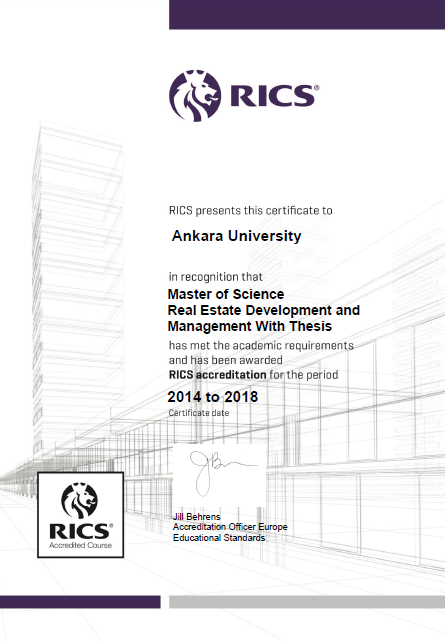 RICS®
RICS presents this certificate to
Ankara University
in recognition that
Master of Science
Real Estate Development and
Management With Thesis
has met the academic requirements
and has been awarded
RICS accreditation for the period
2014 to 2018
Certificate date
Jill Behrens
Accreditation Officer Europe
Educational Standards
RICS®
Accredited Course